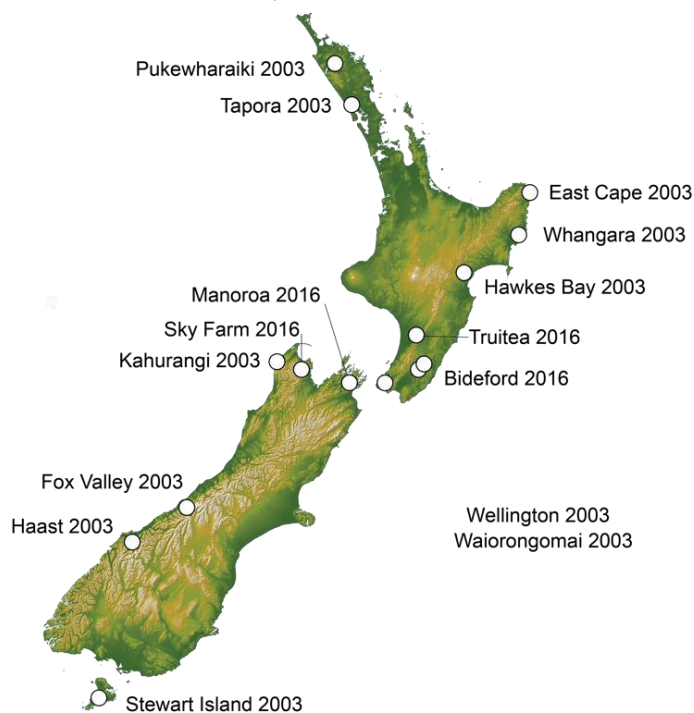 Pukewharaiki 2003
Tapora 2003
East Cape 2003
Whangara 2003
Hawkes Bay 2003
Manoroa 2016
Sky Farm 2016
Truitea 2016
Kahurangi 2003
Bideford 2016
Fox Valley 2003
Haast 2003
Wellington 2003
Waiorongomai 2003
Stewart Island 2003